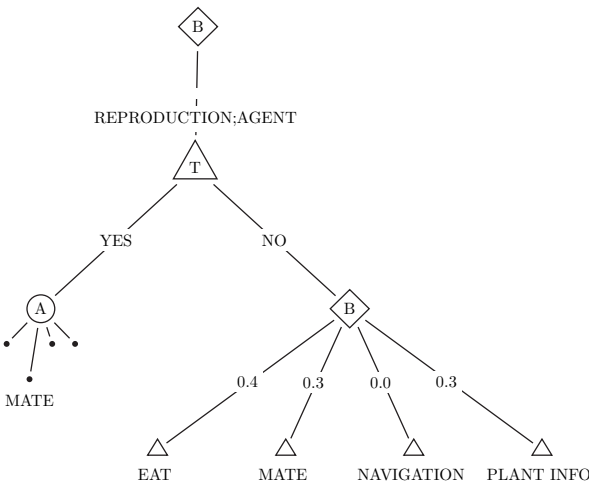 B
REPRODUCTION;AGENT
T
YES NO
A B
0.4 0.3 0.0 0.3
MATE
EAT MATE NAVIGATION PLANT INFO